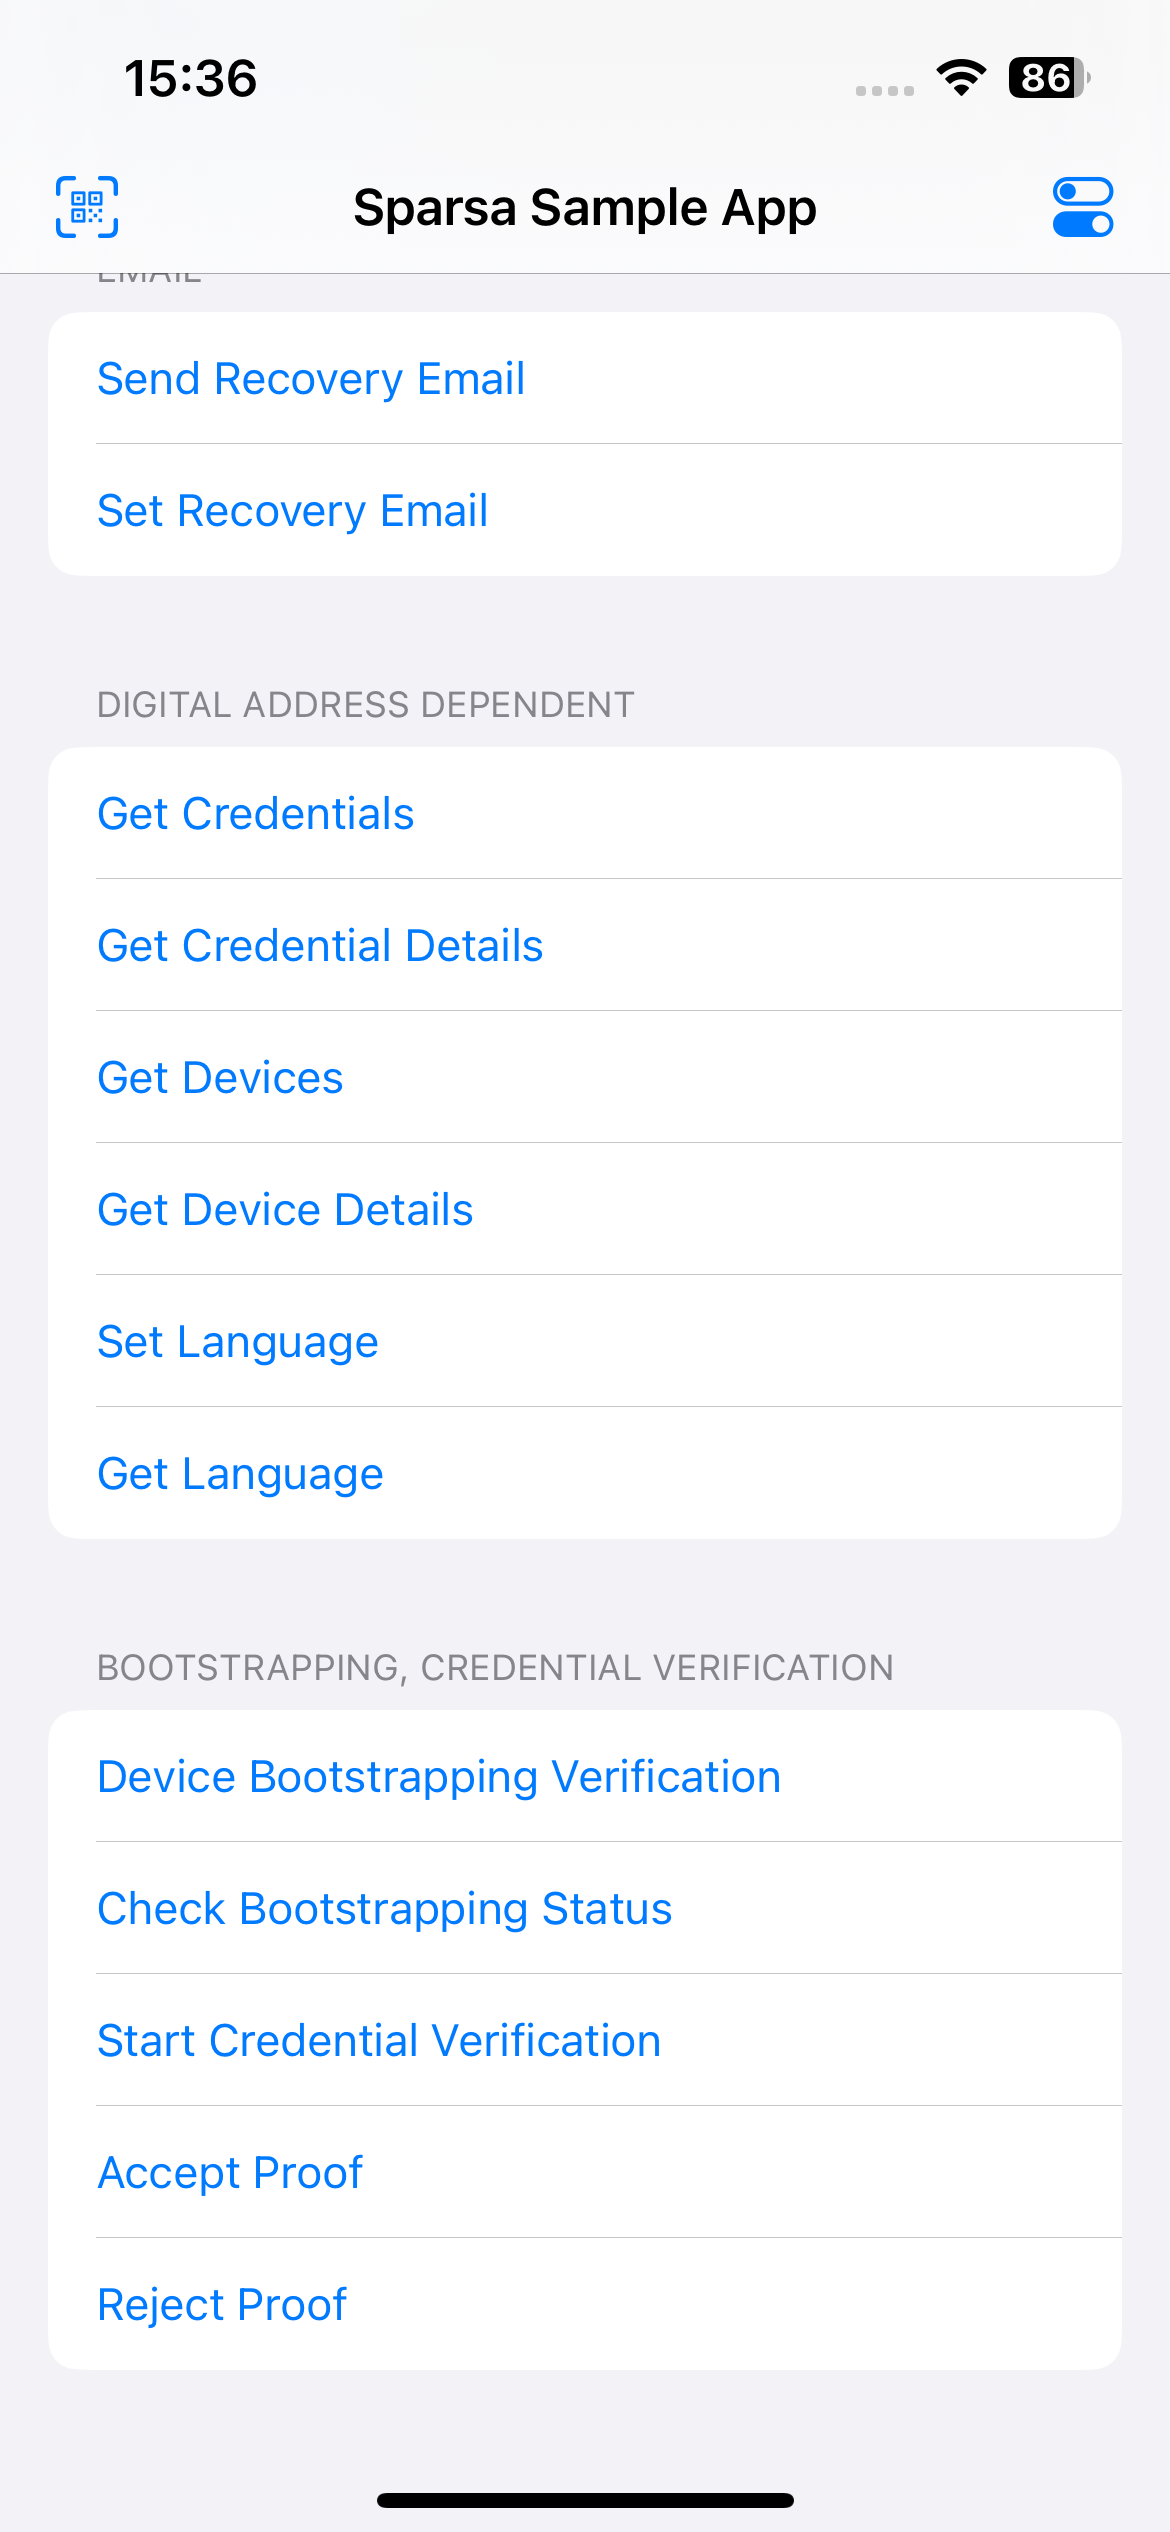 15:36
86
Sparsa Sample App
EMAIL
Send Recovery Email
Set Recovery Email
DIGITAL ADDRESS DEPENDENT
Get Credentials
Get Credential Details
Get Devices
Get Device Details
Set Language
Get Language
BOOTSTRAPPING, CREDENTIAL VERIFICATION
Device Bootstrapping Verification
Check Bootstrapping Status
Start Credential Verification
Accept Proof
Reject Proof